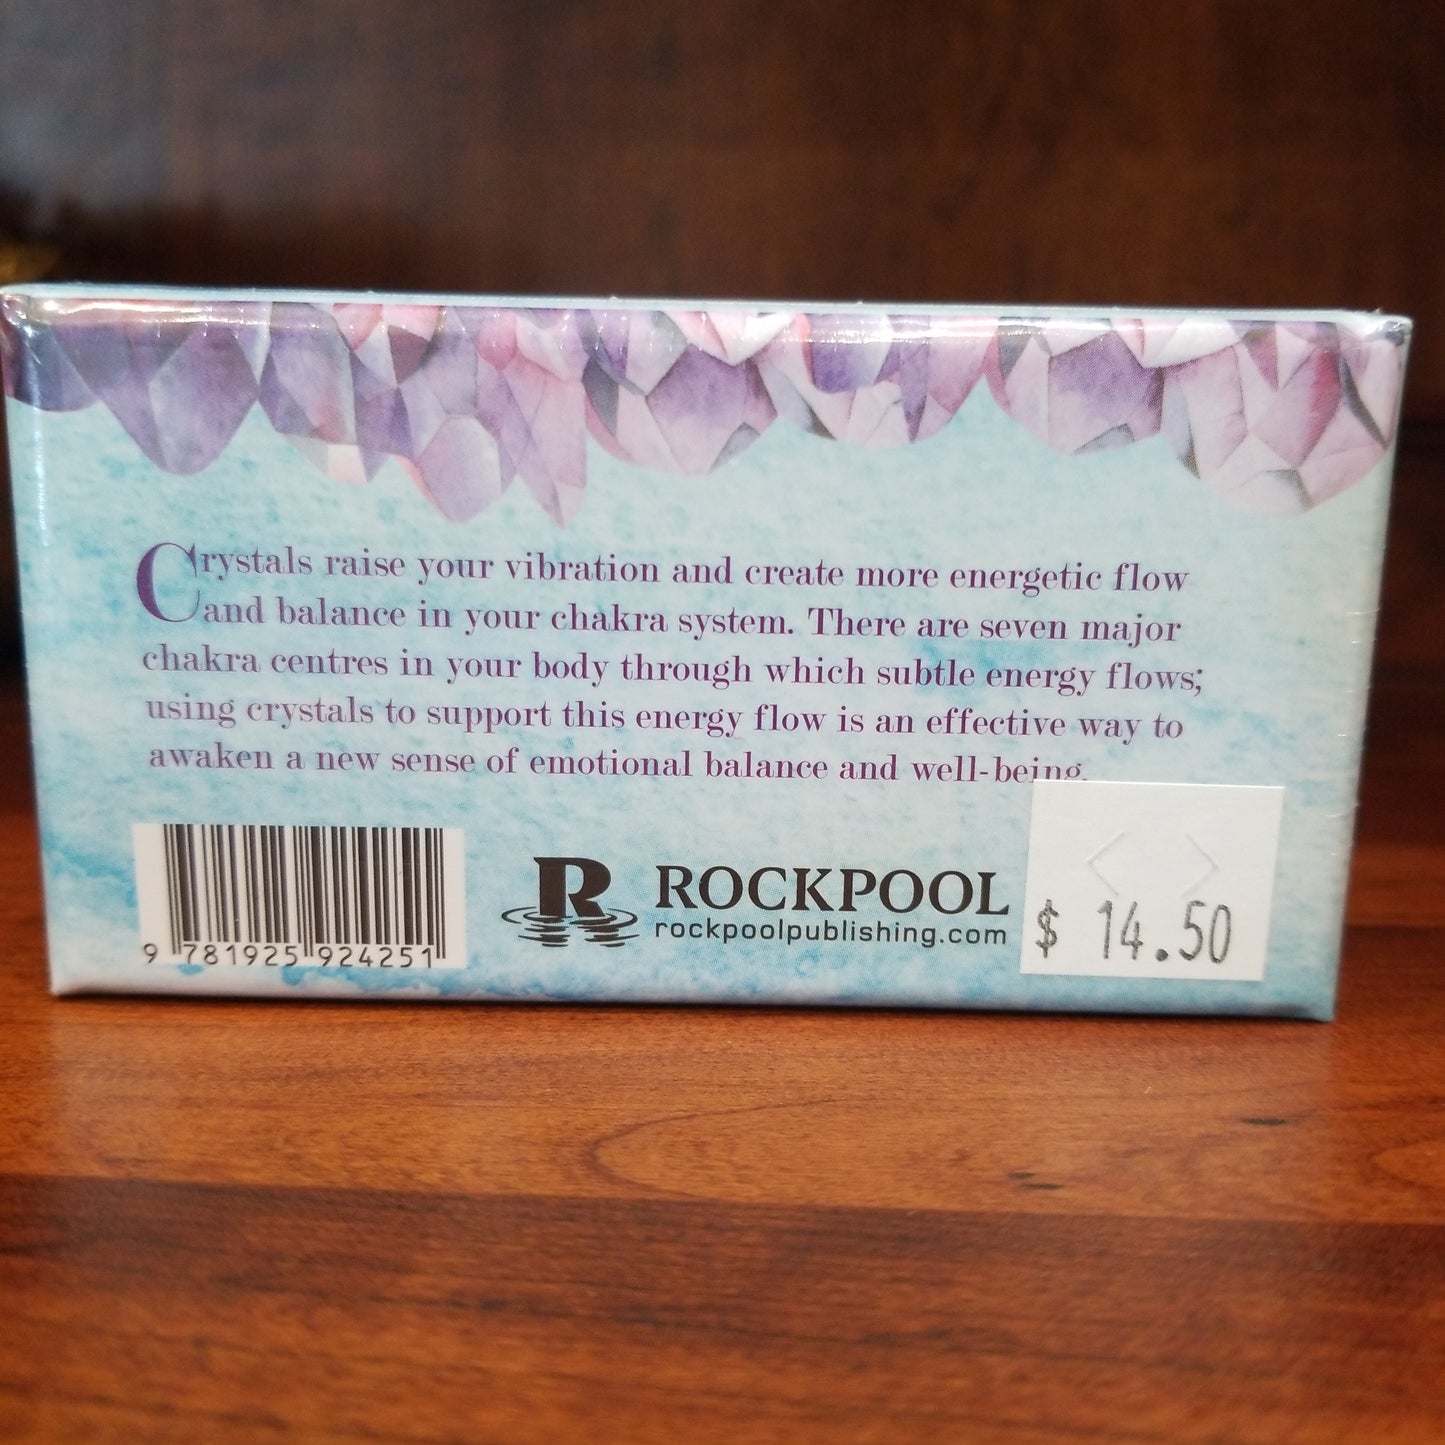 Crystals raise your vibration and create more energetic flow
and balance in your chakra system. There are seven major
chakra centres in your body through which subtle energy flows;
using crystals to support this energy flow is an effective way to
awaken a new sense of emotional balance and well-being.
9 781925 924251
R ROCKPOOL
rockpoolpublishing.com
$ 14.50